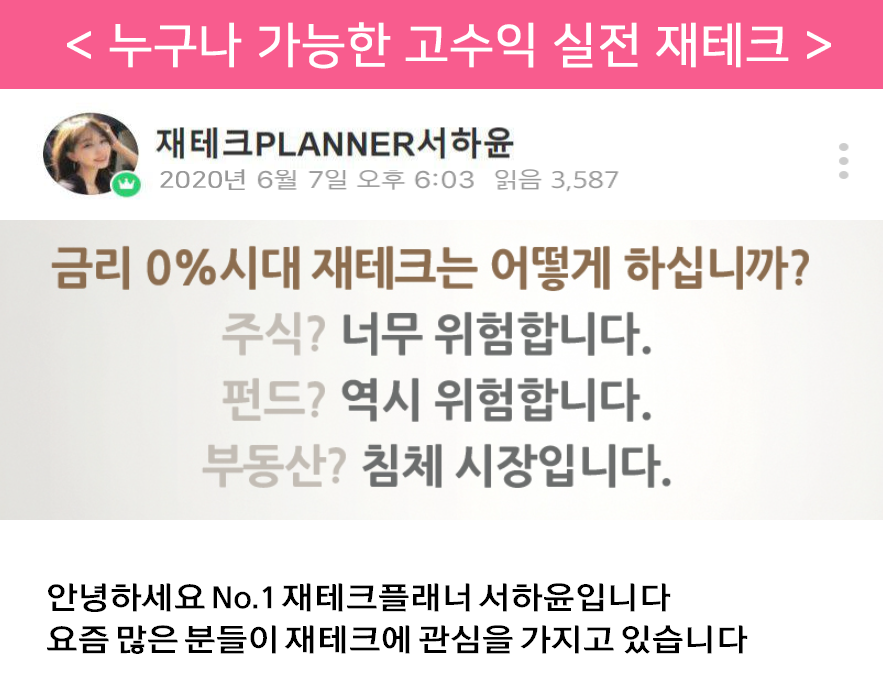 < 누구나 가능한 고수익 실전 재테크 >
재테크PLANNER서하윤
2020년 6월 7일 오후 6:03 읽음 3,587
금리 0%시대 재테크는 어떻게 하십니까?
주식? 너무 위험합니다.
펀드? 역시 위험합니다.
부동산? 침체 시장입니다.
안녕하세요 No.1 재테크플래너 서하윤입니다
요즘 많은 분들이 재테크에 관심을 가지고 있습니다